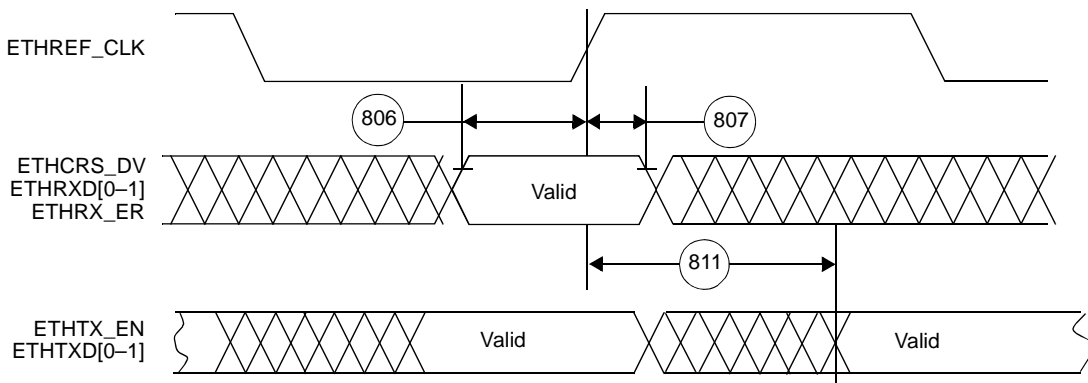 ETHREF_CLK
806
807
ETHCRS_DV
ETHRXD[0–1]
ETHRX_ER
Valid
811
ETHTX_EN
ETHTXD[0–1]
Valid
Valid